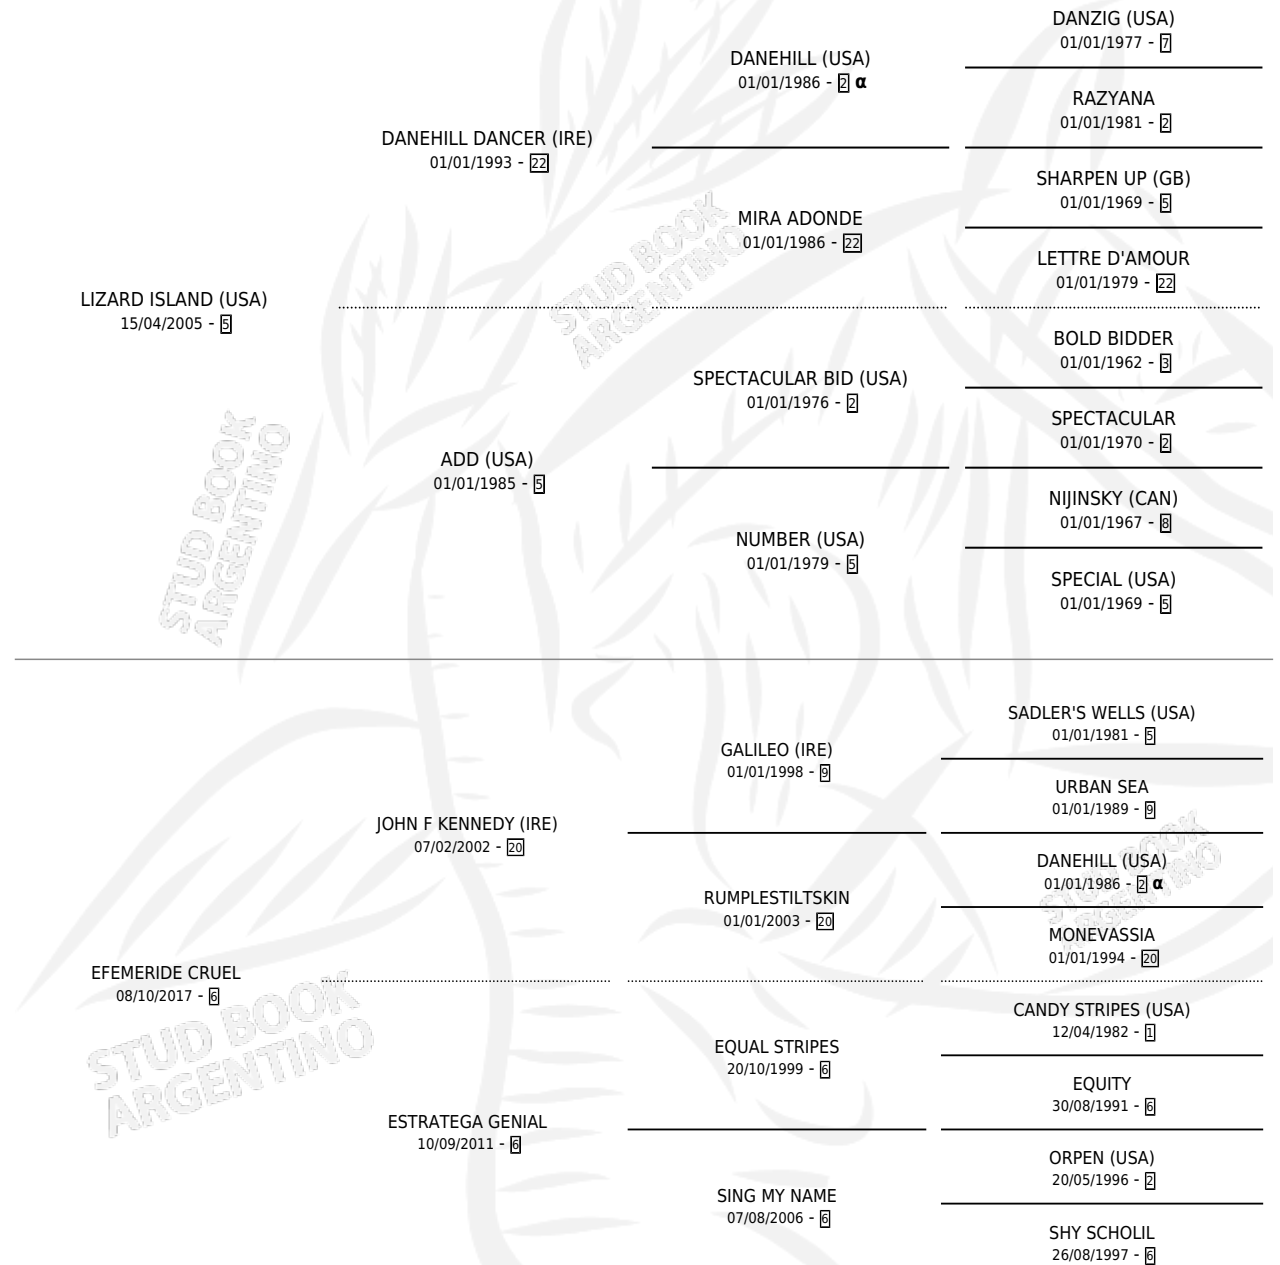 DANZIG (USA)
01/01/1977 - 7
DANEHILL (USA)
01/01/1986 - 2 α
RAZYANA
01/01/1981 - 2
DANEHILL DANCER (IRE)
01/01/1993 - 22
SHARPEN UP (GB)
01/01/1969 - 5
MIRA ADONDE
01/01/1986 - 22
LETTRE D'AMOUR
01/01/1979 - 22
LIZARD ISLAND (USA)
15/04/2005 - 5
BOLD BIDDER
01/01/1962 - 3
SPECTACULAR BID (USA)
01/01/1976 - 2
SPECTACULAR
01/01/1970 - 2
ADD (USA)
01/01/1985 - 5
NIJINSKY (CAN)
01/01/1967 - 8
NUMBER (USA)
01/01/1979 - 5
SPECIAL (USA)
01/01/1969 - 5
SADLER'S WELLS (USA)
01/01/1981 - 5
GALILEO (IRE)
01/01/1998 - 9
URBAN SEA
01/01/1989 - 9
JOHN F KENNEDY (IRE)
07/02/2002 - 20
DANEHILL (USA)
01/01/1986 - 2 α
RUMPLESTILTSKIN
01/01/2003 - 20
MONEVASSIA
01/01/1994 - 20
EFEMERIDE CRUEL
08/10/2017 - 6
CANDY STRIPES (USA)
12/04/1982 - 1
EQUAL STRIPES
20/10/1999 - 6
EQUITY
30/08/1991 - 6
ESTRATEGA GENIAL
10/09/2011 - 6
ORPEN (USA)
20/05/1996 - 2
SING MY NAME
07/08/2006 - 6
SHY SCHOLIL
26/08/1997 - 6
STUD BOOK
ARGENTINO
STUD BOOK
ARGENTINO
STUD BOOK
ARGENTINO
STUD BOOK
ARGENTINO